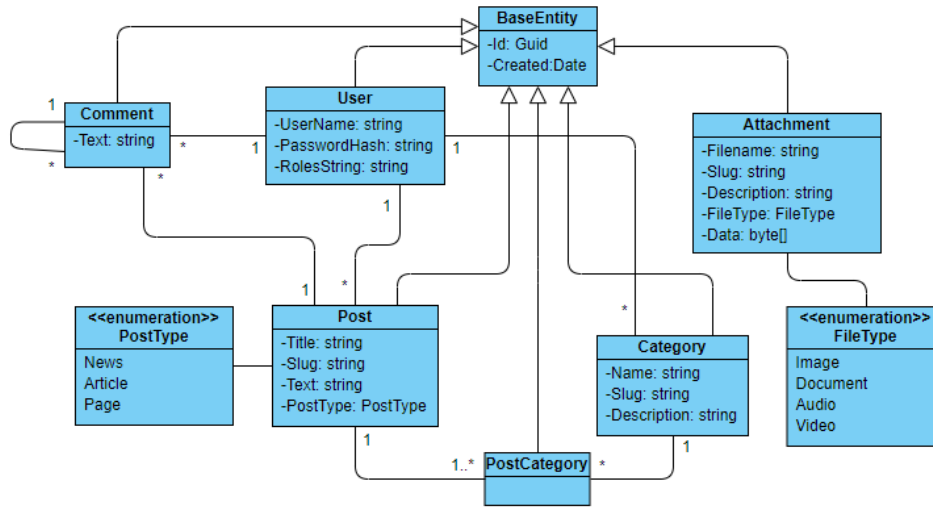 BaseEntity
-Id: Guid
-Created:Date
User
-UserName: string
-PasswordHash: string
-RolesString: string
1
Comment
-Text: string
*
*
1
1
*
1
Attachment
-Filename: string
-Slug: string
-Description: string
-FileType: FileType
-Data: byte[]
1
*
1
<<enumeration>>
PostType
News
Article
Page
Post
-Title: string
-Slug: string
-Text: string
-PostType: PostType
*
Category
-Name: string
-Slug: string
-Description: string
<<enumeration>>
FileType
Image
Document
Audio
Video
1
1
1..*
PostCategory
*